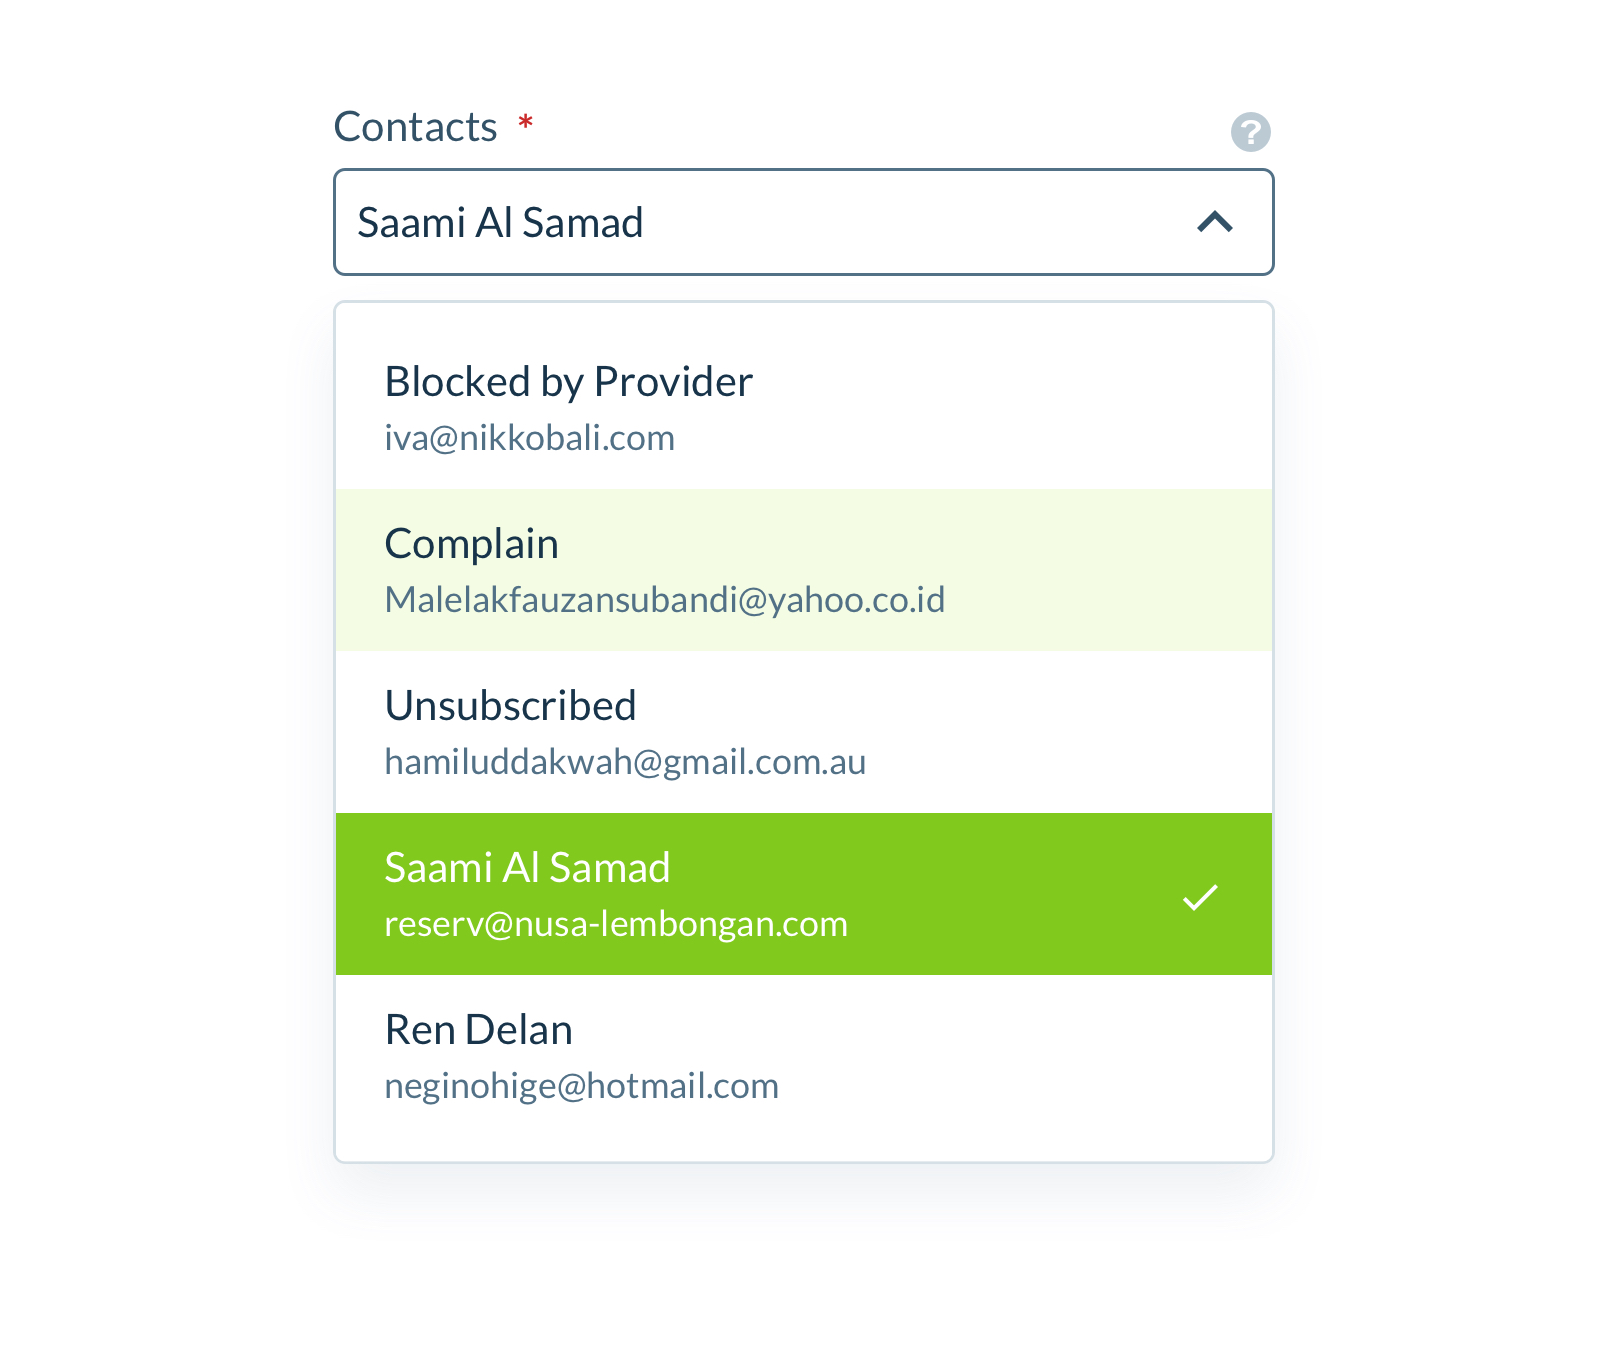 Contacts *
?
Saami Al Samad
Blocked by Provider
iva@nikkobali.com
Complain
Malelakfauzansubandi@yahoo.co.id
Unsubscribed
hamiluddakwah@gmail.com.au
Saami Al Samad
reserv@nusa-lembongan.com
Ren Delan
neginohige@hotmail.com